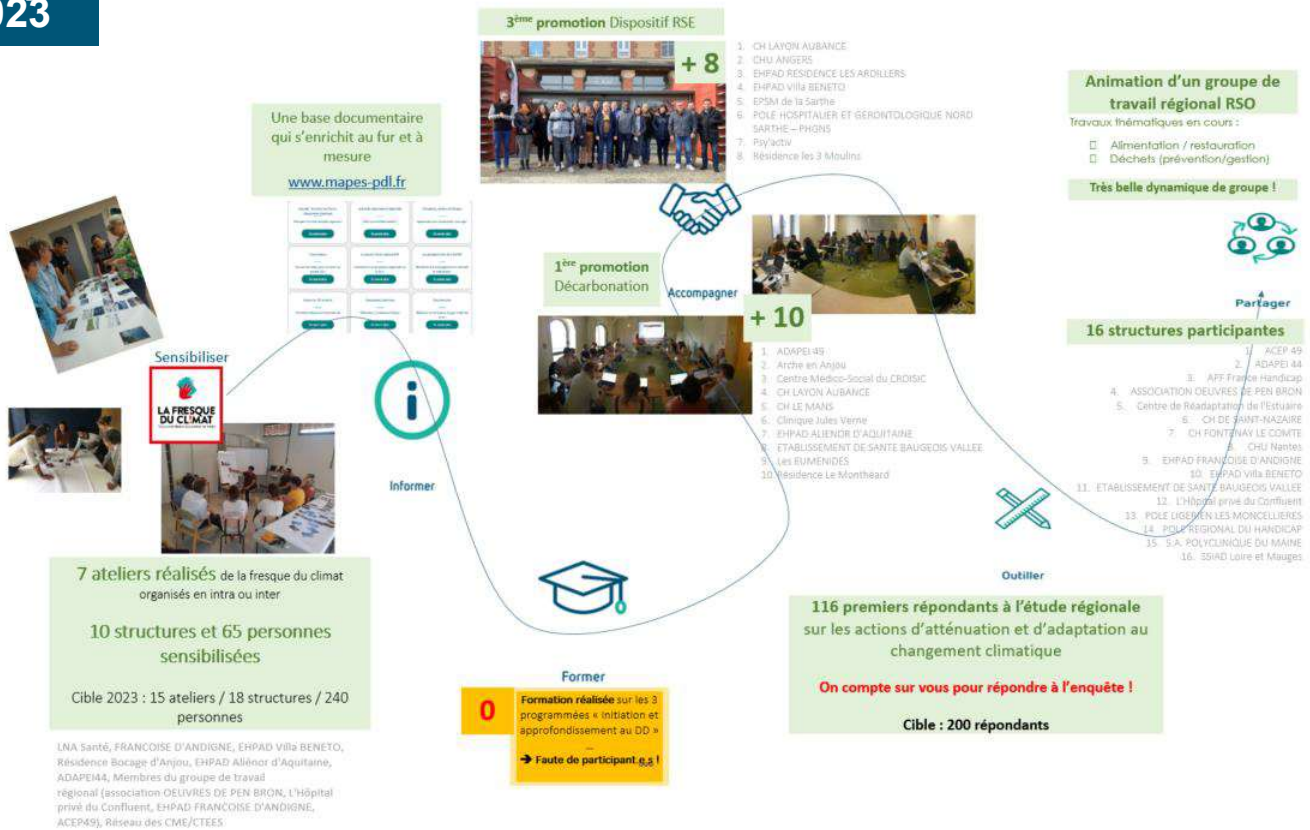 023
3ème promotion Dispositif RSE
+ 8
1. CH LAYON AUBANCE
2. CHU ANGERS
3. EHPAD RESIDENCE LES ARDILLERS
4. EHPAD Villa BENETO
5. EPSM de la Sarthe
6. POLE HOSPITALIER ET GERONTOLOGIQUE NORD
SARTHE – PHGNS
7. Psy'activ
8. Résidence les 3 Moulins
Animation d'un groupe de
travail régional RSO
Travaux thématiques en cours :
Alimentation / restauration
Déchets (prévention/gestion)
Très belle dynamique de groupe !
Partager
16 structures participantes
1. ACEP 49
2. ADAPEI 44
3. APF France Handicap
4. ASSOCIATION OEUVRES DE PEN BRON
5. Centre de Réadaptation de l'Estuaire
6. CH DE SAINT-NAZAIRE
7. CH FONTENAY LE COMTE
8. CHU Nantes
9. EHPAD FRANCOISE D'ANDIGNE
10. EHPAD Villa BENETO
11. ETABLISSEMENT DE SANTE BAUGEOIS VALLEE
12. L'Hôpital privé du Confluent
13. POLE LIGERIEN LES MONCELLIERES
14. POLE REGIONAL DU HANDICAP
15. S.A. POLYCLINIQUE DU MAINE
16. SSIAD Loire et Mauges
Une base documentaire
qui s'enrichit au fur et à
mesure
www.mapes-pdl.fr
1ère promotion
Décarbonation
Accompagner
+ 10
1. ADAPEI 49
2. Arche en Anjou
3. Centre Médico-Social du CROISIC
4. CH LAYON AUBANCE
5. CH LE MANS
6. Clinique Jules Verne
7. EHPAD ALIENOR D'AQUITAINE
8. ETABLISSEMENT DE SANTE BAUGEOIS VALLEE
9. Les EUMENIDES
10. Résidence Le Monthéard
Sensibiliser
LA FRESQUE
DU CLIMAT
Informer
7 ateliers réalisés de la fresque du climat
organisés en intra ou inter
10 structures et 65 personnes
sensibilisées
Cible 2023 : 15 ateliers / 18 structures / 240
personnes
LNA Santé, FRANCOISE D'ANDIGNE, EHPAD Villa BENETO,
Résidence Bocage d'Anjou, EHPAD Aliénor d'Aquitaine,
ADAPEI44, Membres du groupe de travail
régional (association OEUVRES DE PEN BRON, L'Hôpital
privé du Confluent, EHPAD FRANCOISE D'ANDIGNE,
ACEP49), Réseau des CME/CTEES
Former
0
Formation réalisée sur les 3
programmées « Initiation et
approfondissement au DD »
...
➔ Faute de participant.e.s !
Outiller
116 premiers répondants à l'étude régionale
sur les actions d'atténuation et d'adaptation au
changement climatique
On compte sur vous pour répondre à l'enquête !
Cible : 200 répondants